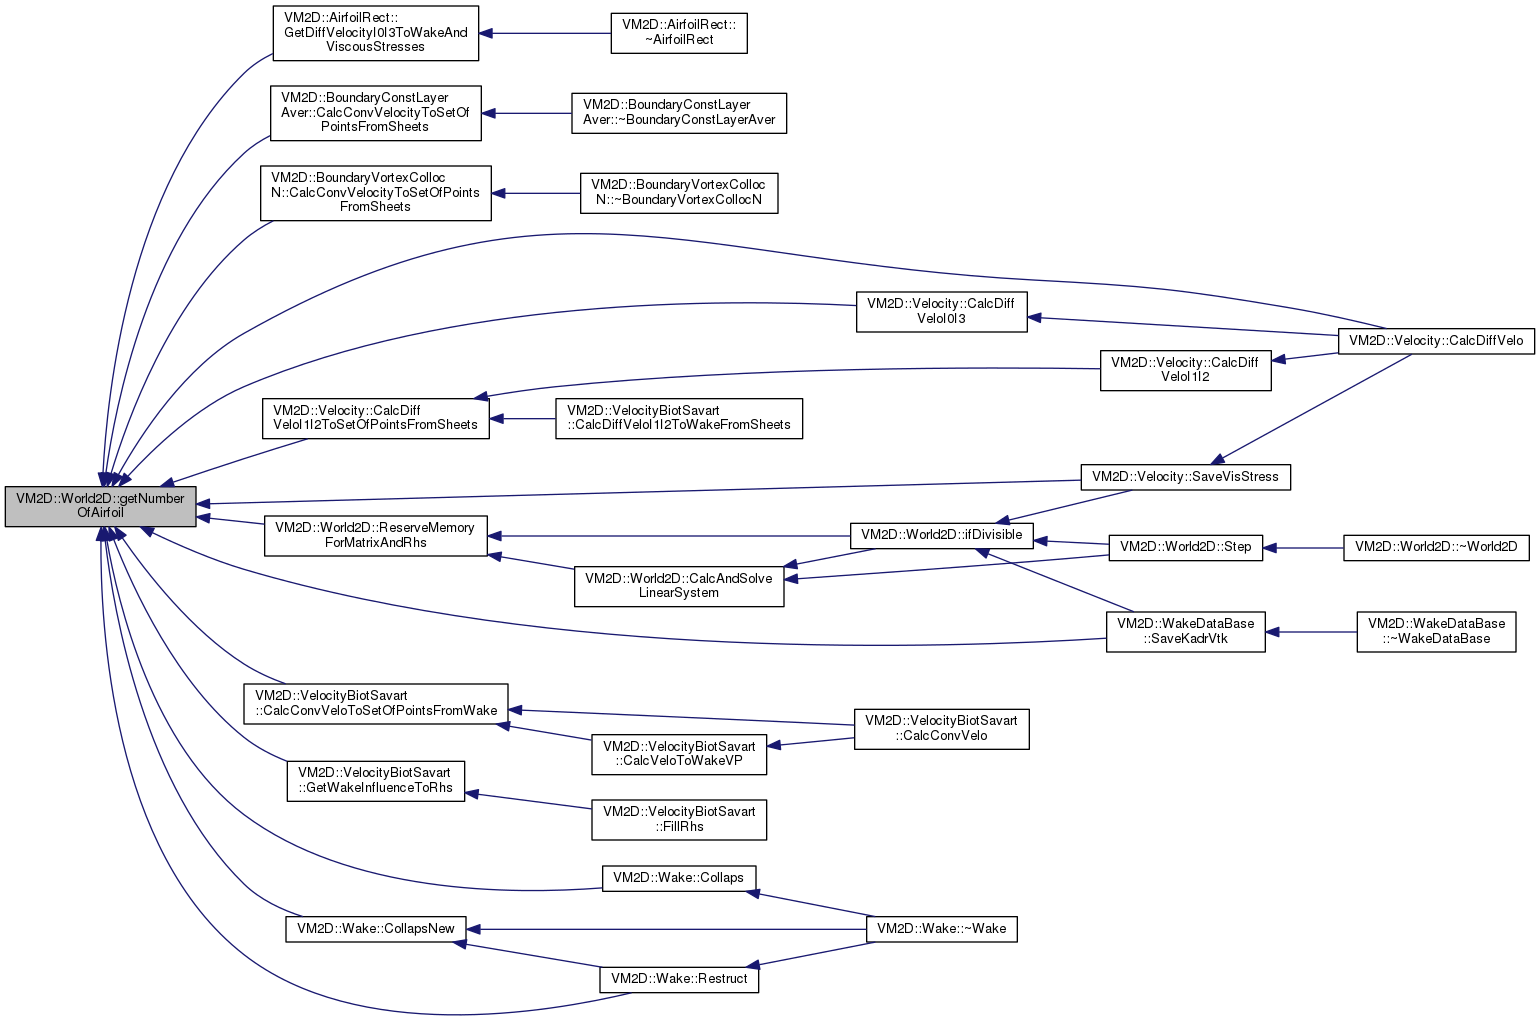 VM2D::AirfoilRect::
GetDiffVelocityI0I3ToWakeAnd
ViscousStresses
VM2D::AirfoilRect::
~AirfoilRect
VM2D::BoundaryConstLayer
Aver::CalcConvVelocityToSetOf
PointsFromSheets
VM2D::BoundaryConstLayer
Aver::~BoundaryConstLayerAver
VM2D::BoundaryVortexColloc
N::CalcConvVelocityToSetOfPoints
FromSheets
VM2D::BoundaryVortexColloc
N::~BoundaryVortexCollocN
VM2D::Velocity::CalcDiff
VeloI0I3
VM2D::Velocity::CalcDiffVelo
VM2D::Velocity::CalcDiff
VeloI1I2
VM2D::Velocity::CalcDiff
VeloI1I2ToSetOfPointsFromSheets
VM2D::VelocityBiotSavart
::CalcDiffVeloI1I2ToWakeFromSheets
VM2D::Velocity::SaveVisStress
VM2D::World2D::getNumber
OfAirfoil
VM2D::World2D::ReserveMemory
ForMatrixAndRhs
VM2D::World2D::ifDivisible
VM2D::World2D::Step
VM2D::World2D::~World2D
VM2D::World2D::CalcAndSolve
LinearSystem
VM2D::WakeDataBase
::SaveKadrVtk
VM2D::WakeDataBase
::~WakeDataBase
VM2D::VelocityBiotSavart
::CalcConvVeloToSetOfPointsFromWake
VM2D::VelocityBiotSavart
::CalcConvVelo
VM2D::VelocityBiotSavart
::CalcVeloToWakeVP
VM2D::VelocityBiotSavart
::GetWakeInfluenceToRhs
VM2D::VelocityBiotSavart
::FillRhs
VM2D::Wake::Collaps
VM2D::Wake::CollapsNew
VM2D::Wake::~Wake
VM2D::Wake::Restruct